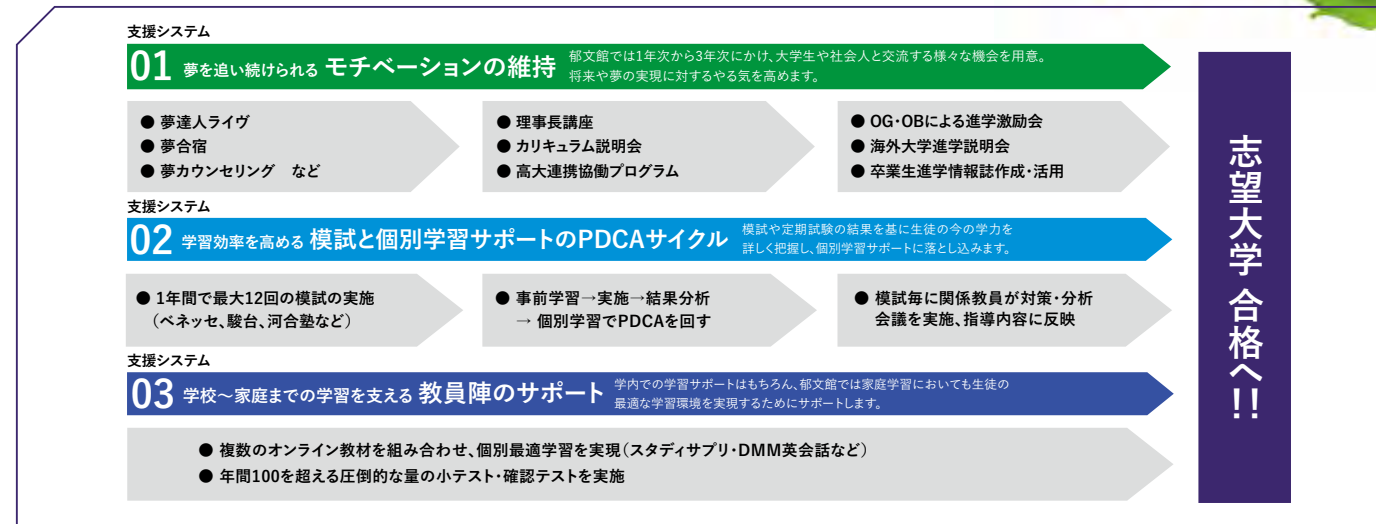 支援システム
01 夢を追い続けられる モチベーションの維持
郁文館では1年次から3年次にかけ、大学生や社会人と交流する様々な機会を用意。
将来や夢の実現に対するやる気を高めます。
● 夢達人ライヴ
● 夢合宿
● 夢カウンセリング　など
● 理事長講座
● カリキュラム説明会
● 高大連携協働プログラム
● OG・OBによる進学激励会
● 海外大学進学説明会
● 卒業生進学情報誌作成・活用
支援システム
02 学習効率を高める 模試と個別学習サポートのPDCAサイクル
模試や定期試験の結果を基に生徒の今の学力を
詳しく把握し、個別学習サポートに落とし込みます。
● 1年間で最大12回の模試の実施
（ベネッセ、駿台、河合塾など）
● 事前学習→実施→結果分析
→ 個別学習でPDCAを回す
● 模試毎に関係教員が対策・分析
会議を実施、指導内容に反映
支援システム
03 学校～家庭までの学習を支える 教員陣のサポート
学内での学習サポートはもちろん、郁文館では家庭学習においても生徒の
最適な学習環境を実現するためにサポートします。
● 複数のオンライン教材を組み合わせ、個別最適学習を実現（スタディサプリ・DMM英会話など）
● 年間100を超える圧倒的な量の小テスト・確認テストを実施
志望大学 合格へ!!